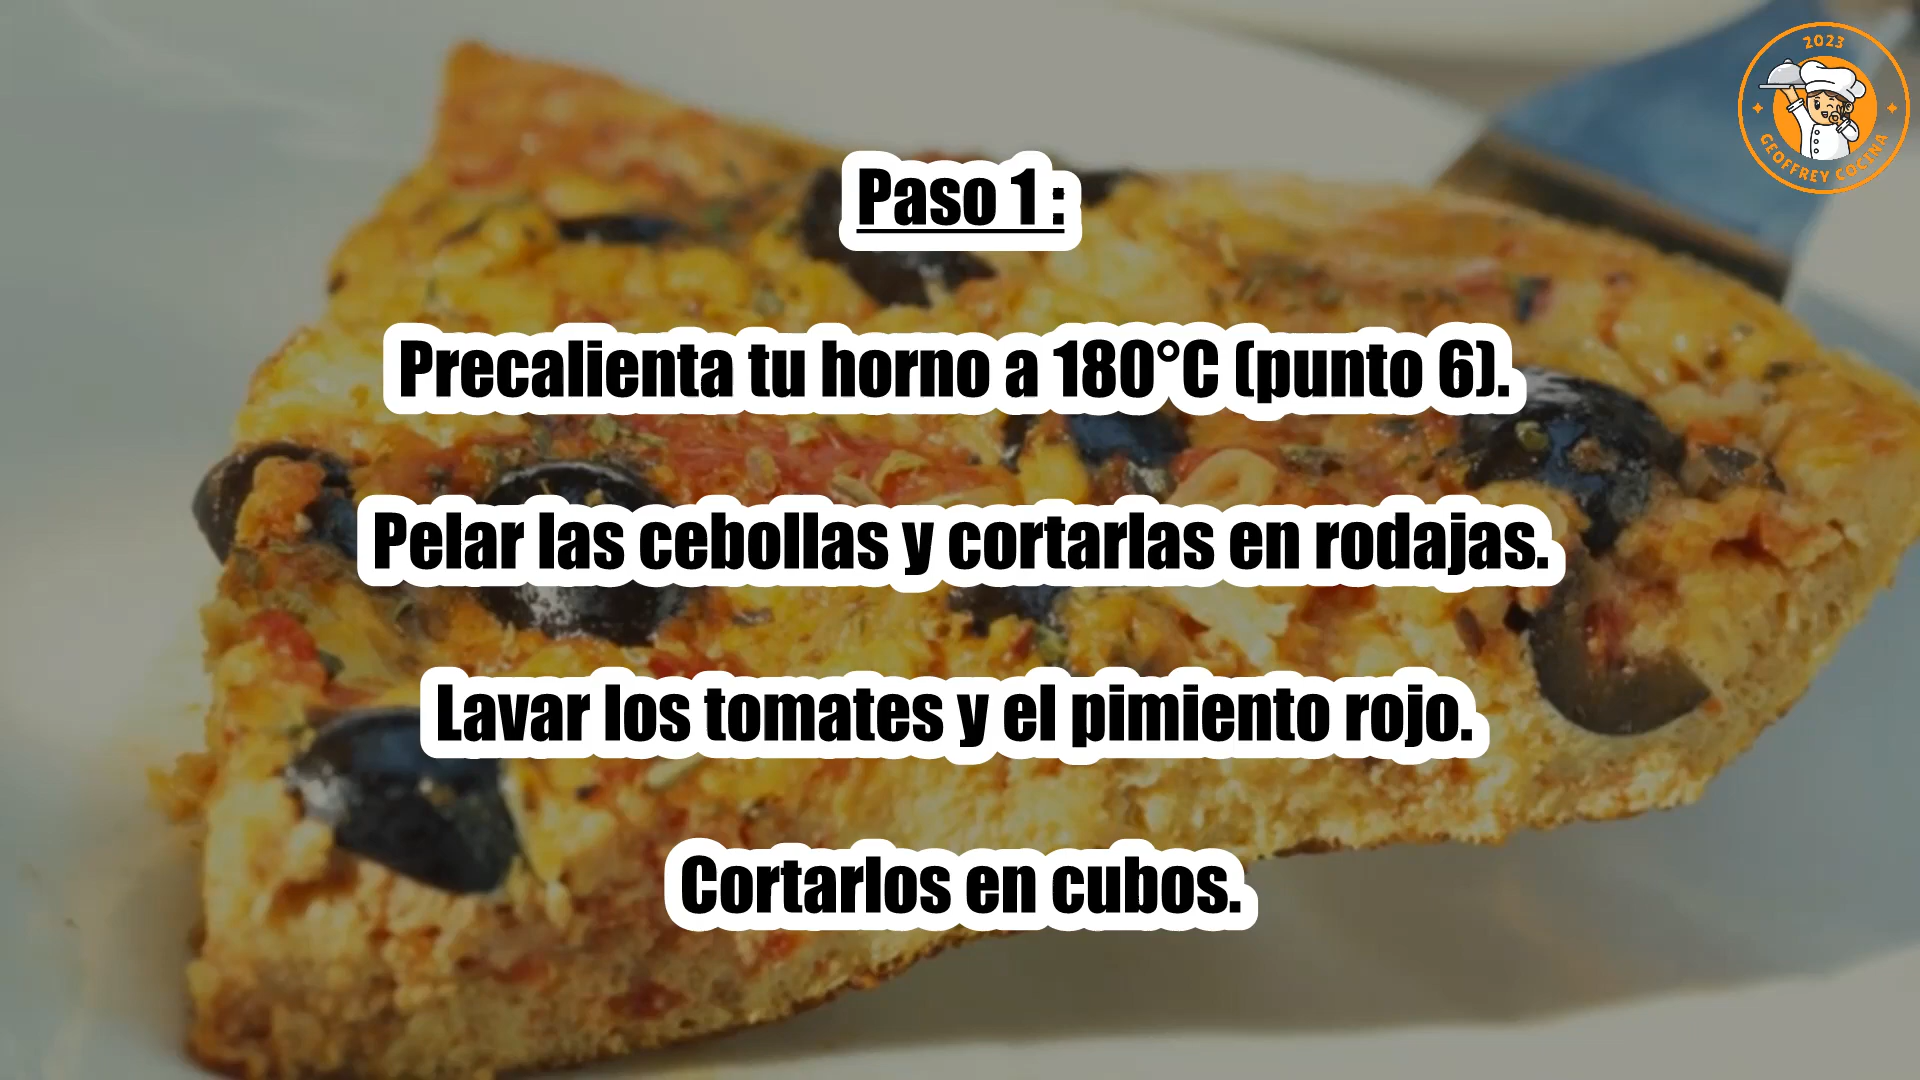 2023
GEOFFREY COCINA
Paso 1 :
Precalienta tu horno a 180°C (punto 6).
Pelar las cebollas y cortarlas en rodajas.
Lavar los tomates y el pimiento rojo.
Cortarlos en cubos.